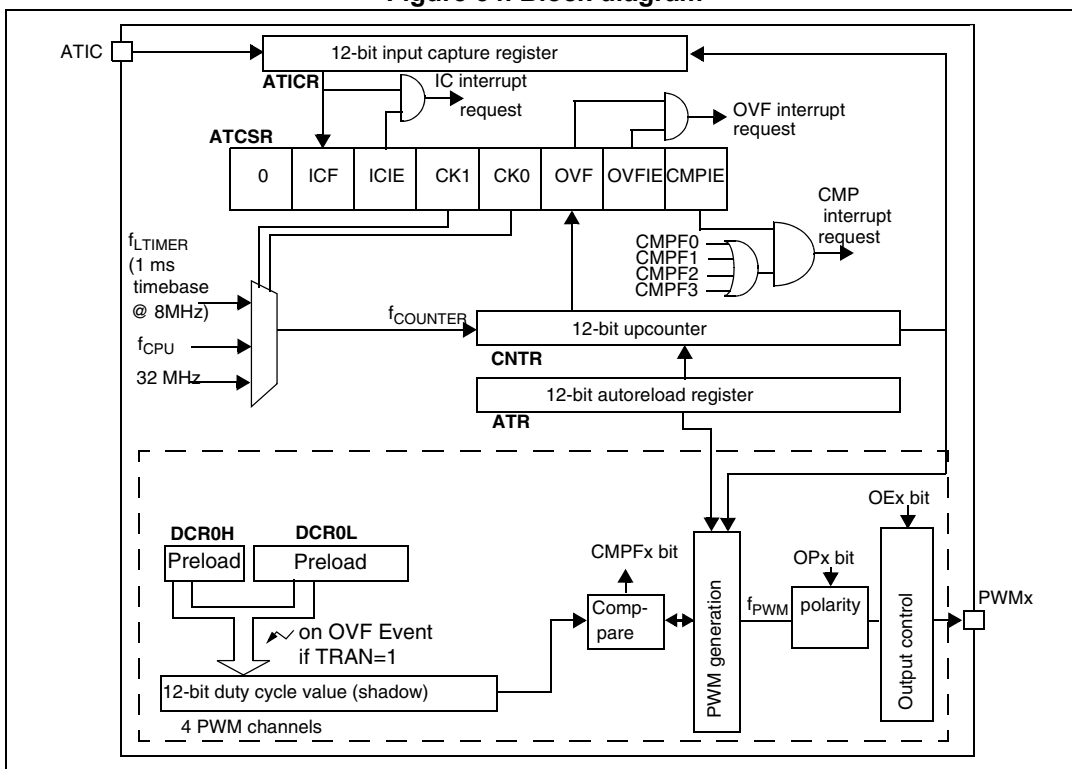 ATIC
12-bit input capture register
ATICR
IC interrupt
request
OVF interrupt
request
ATCSR
0 ICF ICIE CK1 CK0 OVF OVFIE CMPIE
CMP
interrupt
request
CMPF0
CMPF1
CMPF2
CMPF3
fLTIMER
(1 ms
timebase
@ 8MHz)
fCPU
32 MHz
fCOUNTER
12-bit upcounter
CNTR
12-bit autoreload register
ATR
OEx bit
DCR0H DCR0L
Preload Preload
CMPFx bit
OPx bit
Comp-
pare
PWM generation
fPWM
polarity
Output control
PWMx
on OVF Event
if TRAN=1
12-bit duty cycle value (shadow)
4 PWM channels